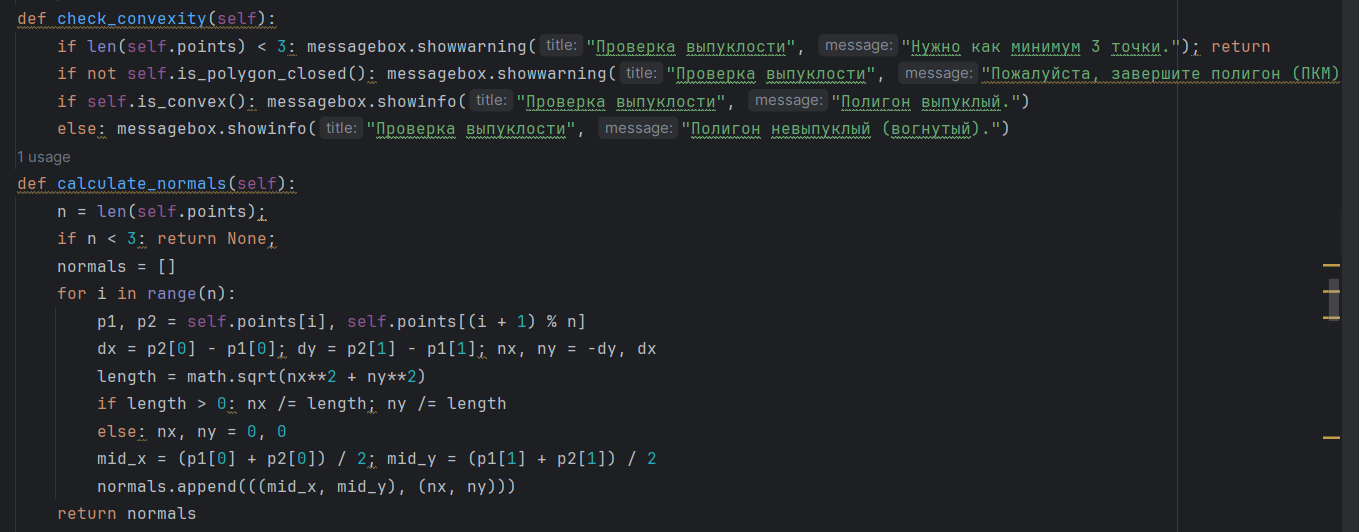 def check_convexity(self):
if len(self.points) < 3: messagebox.showwarning( title: "Проверка выпуклости", message: "Нужно как минимум 3 точки."); return
if not self.is_polygon_closed(): messagebox.showwarning( title: "Проверка выпуклости", message: "Пожалуйста, завершите полигон (ПКМ)
if self.is_convex(): messagebox.showinfo( title: "Проверка выпуклости", message: "Полигон выпуклый.")
else: messagebox.showinfo( title: "Проверка выпуклости", message: "Полигон невыпуклый (вогнутый).")
1 usage
def calculate_normals(self):
n = len(self.points);
if n < 3: return None;
normals = []
for i in range(n):
p1, p2 = self.points[i], self.points[(i + 1) % n]
dx = p2[0] - p1[0]; dy = p2[1] - p1[1]; nx, ny = -dy, dx
length = math.sqrt(nx**2 + ny**2)
if length > 0: nx /= length; ny /= length
else: nx, ny = 0, 0
mid_x = (p1[0] + p2[0]) / 2; mid_y = (p1[1] + p2[1]) / 2
normals.append(((mid_x, mid_y), (nx, ny)))
return normals